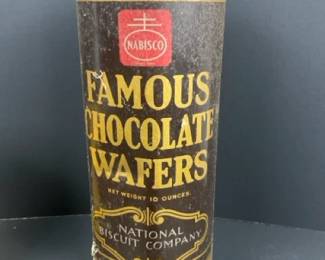 NABISCO
FAMOUS
CHOCOLATE
WAFERS
NET WEIGHT 10 OUNCES.
NATIONAL
BISCUIT COMPANY